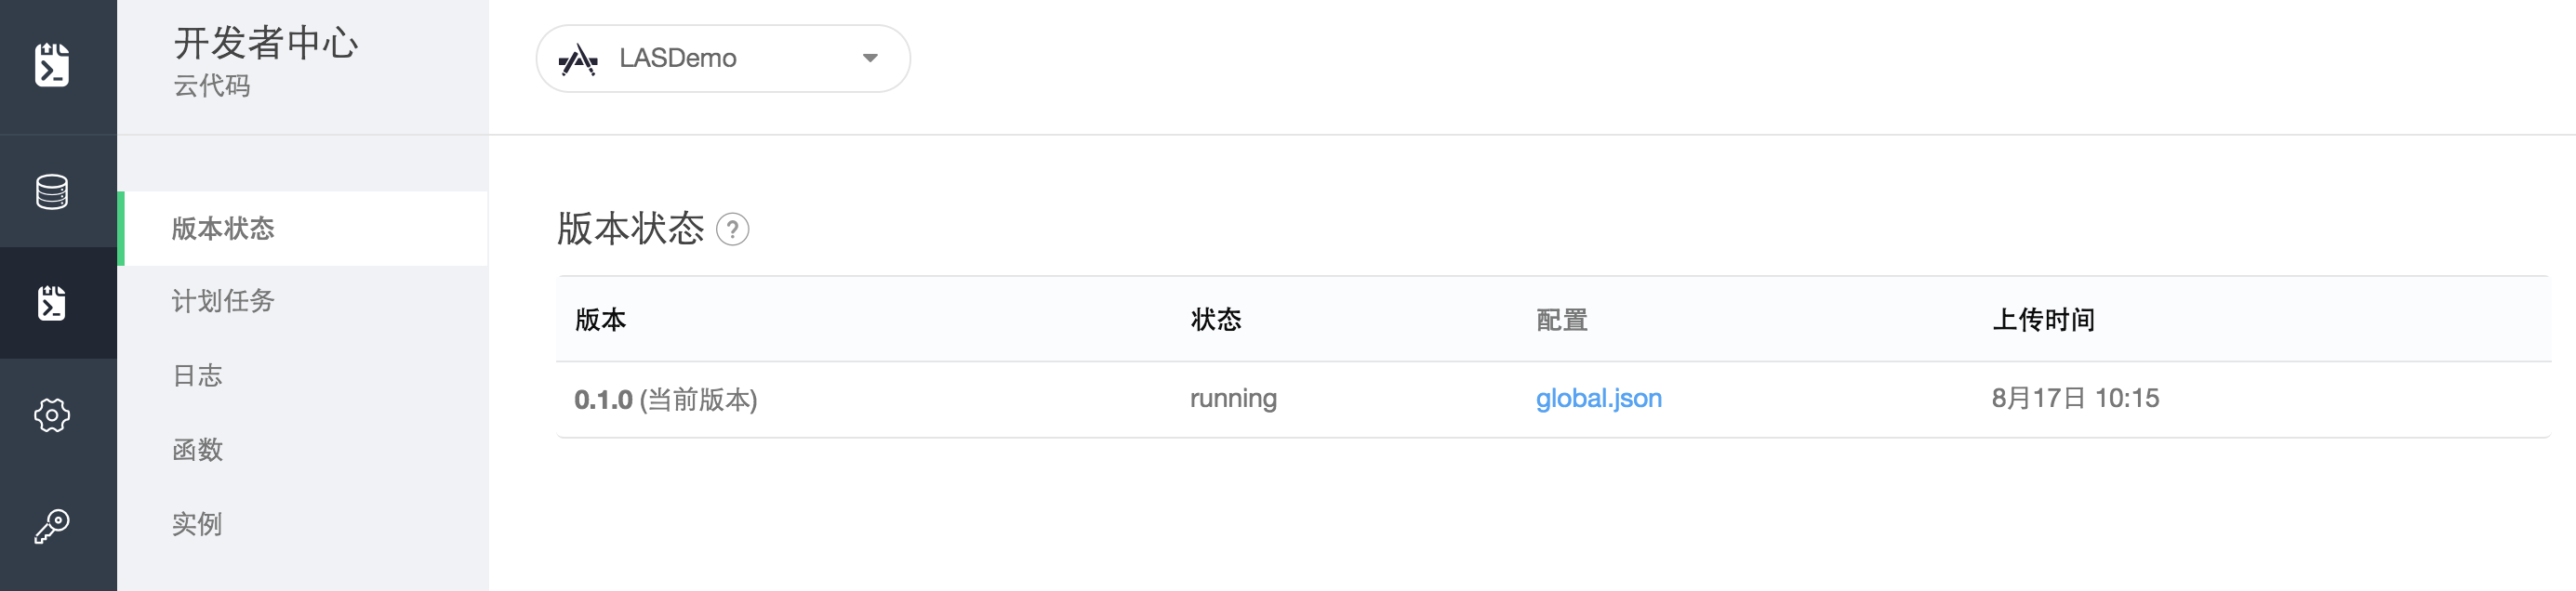 开发者中心
云代码
LASDemo
版本状态
计划任务
日志
函数
实例
版本状态 ?
版本 状态 配置 上传时间
0.1.0 (当前版本) running global.json 8月17日 10:15